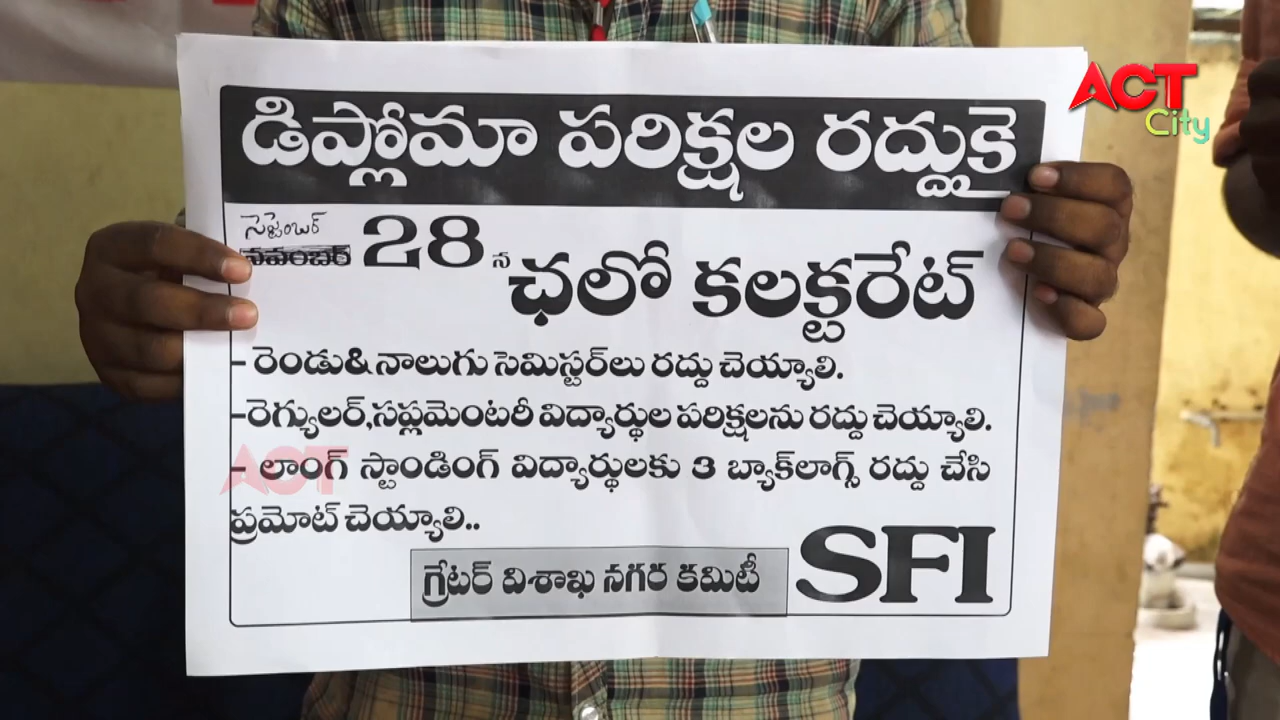 డిప్లోమా పరిక్షల రద్దుకై
సెప్టెంబర్
నవంబర్ 28 న
ఛలో కలక్టరేట్
- రెండు & నాలుగు సెమిస్టర్‌లు రద్దు చెయ్యాలి.
-రెగ్యులర్,సప్లమెంటరీ విద్యార్థుల పరిక్షలను రద్దు చెయ్యాలి.
- లాంగ్ స్టాండింగ్ విద్యార్థులకు 3 బ్యాక్‌లాగ్స్ రద్దు చేసి
ప్రమోట్ చెయ్యాలి..
గ్రేటర్ విశాఖ నగర కమిటీ
SFI
ACT
City
ACT